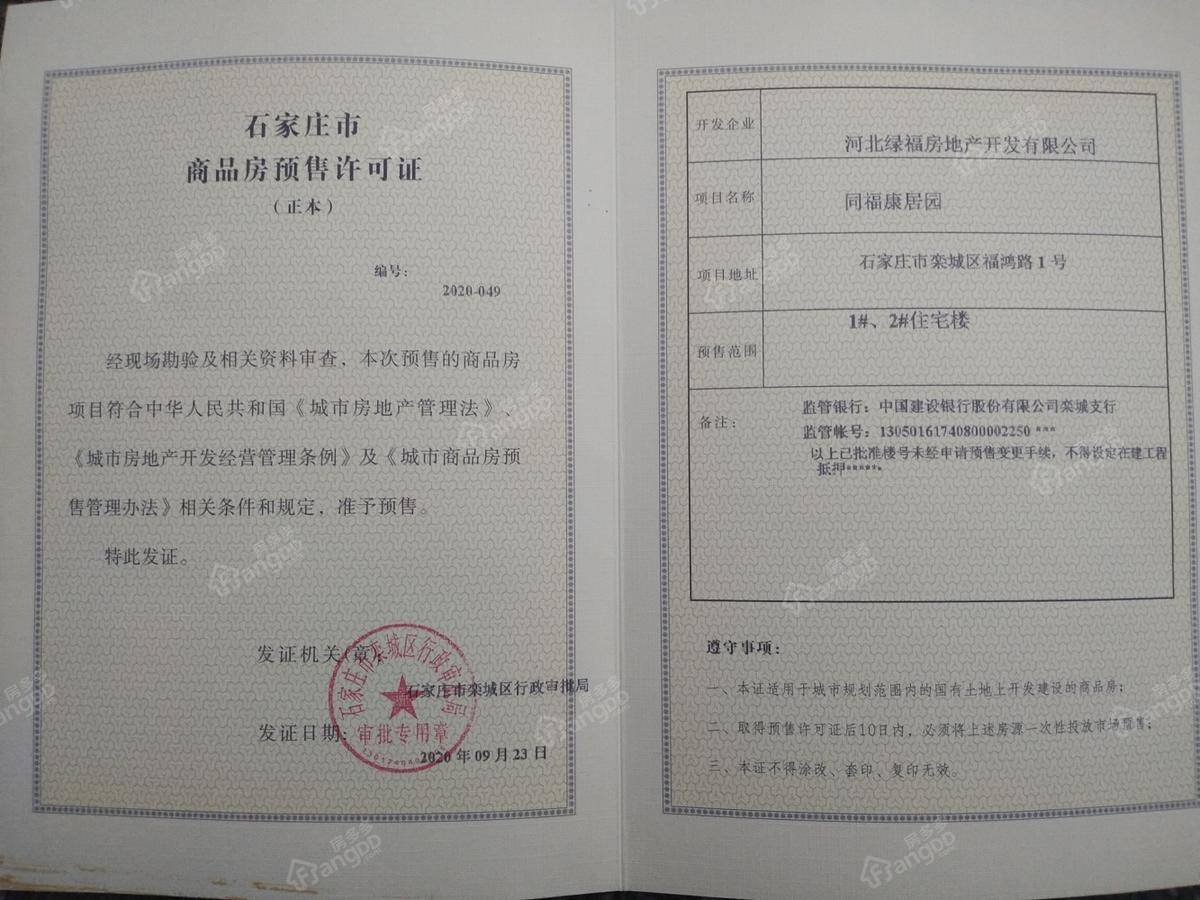 石家庄市
商品房预售许可证
（正本）
编号：
2020-049
经现场勘验及相关资料审查，本次预售的商品房
项目符合中华人民共和国《城市房地产管理法》、
《城市房地产开发经营管理条例》及《城市商品房预
售管理办法》相关条件和规定，准予预售。
特此发证。
发证机关(章)：
石家庄市栾城区行政审批局
发证日期：
2020 年 09 月 23 日
石家庄市栾城区行政审批局
审批专用章
开发企业
河北绿福房地产开发有限公司
项目名称
同福康居园
项目地址
石家庄市栾城区福鸿路 1 号
预售范围
1#、2#住宅楼
备注：
监管银行：中国建设银行股份有限公司栾城支行
监管帐号：13050161740800002250 ***
以上已批准楼号未经申请预售变更手续，不得设定在建工程
抵押******。
遵守事项：
一、本证适用于城市规划范围内的国有土地上开发建设的商品房；
二、取得预售许可证后10日内，必须将上述房源一次性投放市场预售；
三、本证不得涂改、套印、复印无效。
房多多
Fangdd